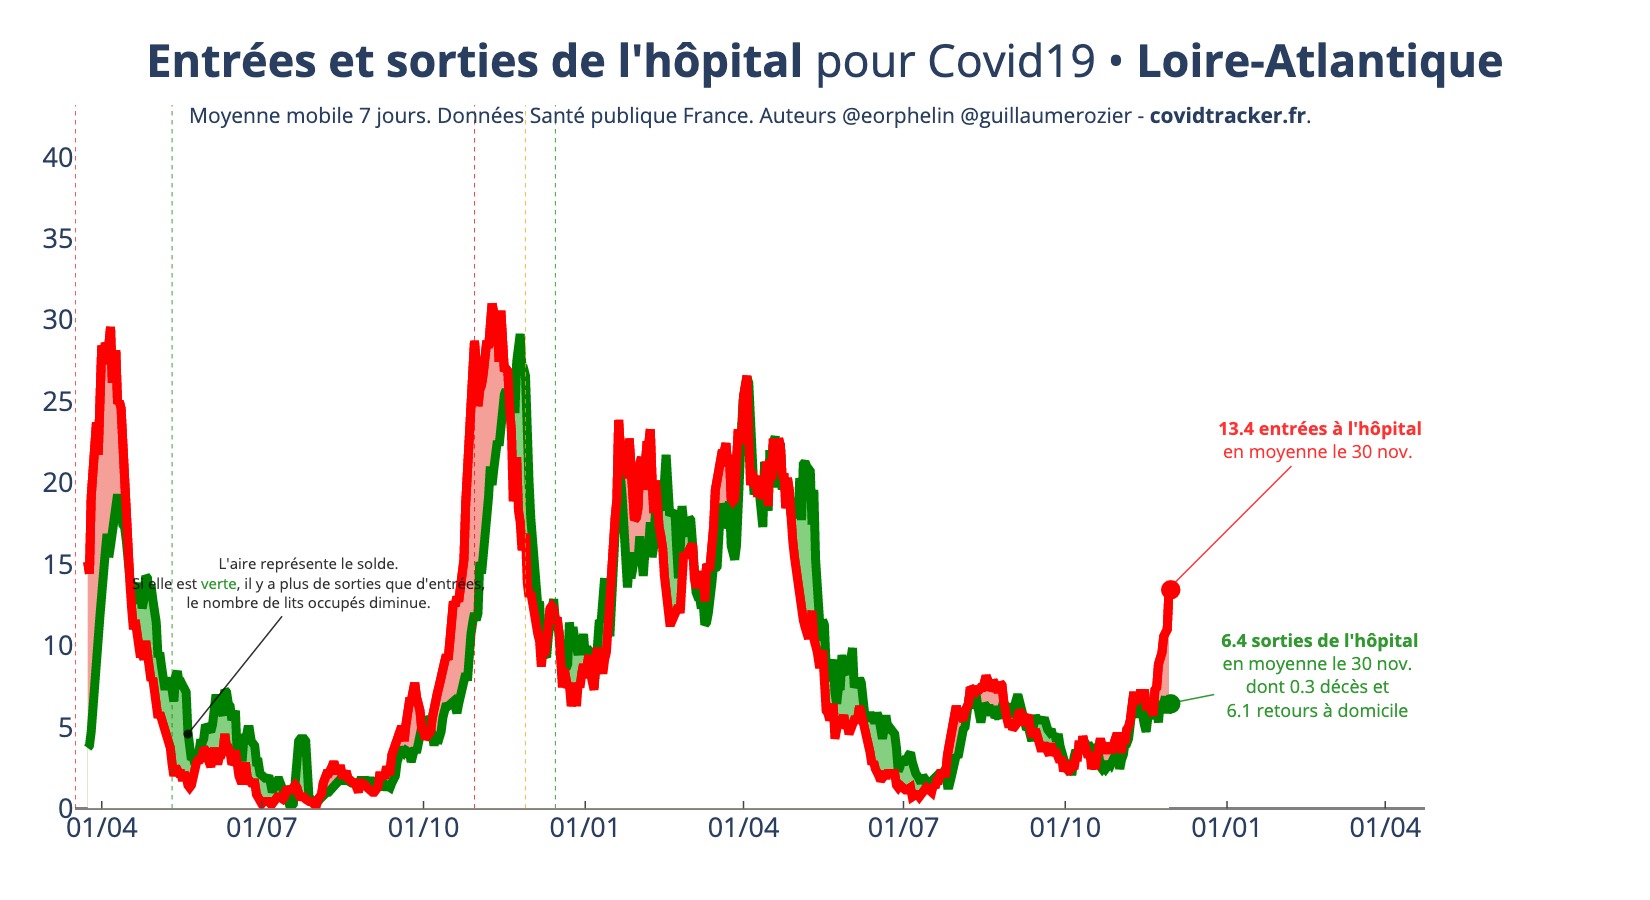 Entrées et sorties de l'hôpital pour Covid19 • Loire-Atlantique
Moyenne mobile 7 jours. Données Santé publique France. Auteurs @eorphelin @guillaumerozier - covidtracker.fr.
40
35
30
25
20
15
10
5
0
L'aire représente le solde.
Si elle est verte, il y a plus de sorties que d'entrées,
le nombre de lits occupés diminue.
13.4 entrées à l'hôpital
en moyenne le 30 nov.
6.4 sorties de l'hôpital
en moyenne le 30 nov.
dont 0.3 décès et
6.1 retours à domicile
01/04 01/07 01/10 01/01 01/04 01/07 01/10 01/01 01/04